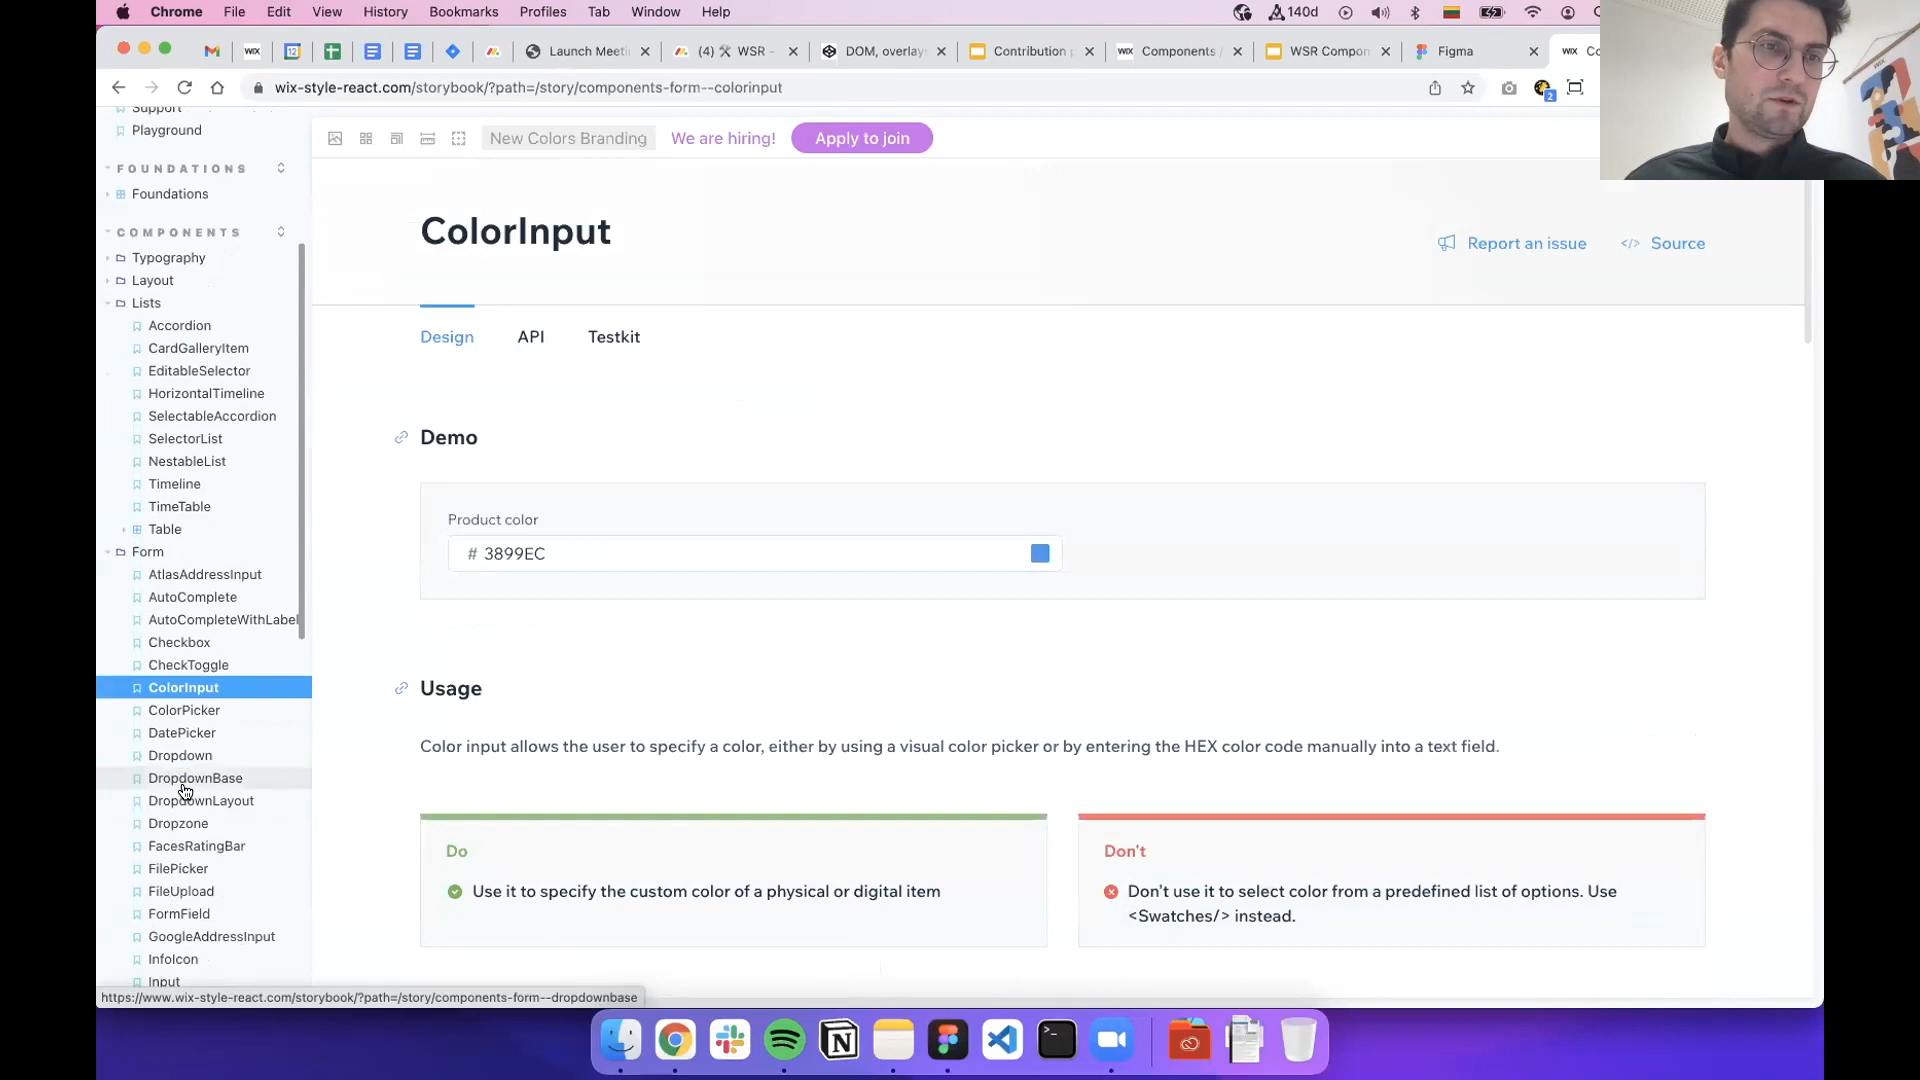 Chrome File Edit View History Bookmarks Profiles Tab Window Help
140d
WIX Launch Meeti (4) WSR - DOM, overlays Contribution p WIX Components / WSR Compon Figma WIX Co
wix-style-react.com/storybook/?path=/story/components-form--colorinput
2
Support
Playground
New Colors Branding We are hiring! Apply to join
FOUNDATIONS
Foundations
COMPONENTS
Typography
Layout
Lists
Accordion
CardGalleryItem
EditableSelector
HorizontalTimeline
SelectableAccordion
SelectorList
NestableList
Timeline
TimeTable
Table
Form
AtlasAddressInput
AutoComplete
AutoCompleteWithLabel
Checkbox
CheckToggle
ColorInput
ColorPicker
DatePicker
Dropdown
DropdownBase
DropdownLayout
Dropzone
FacesRatingBar
FilePicker
FileUpload
FormField
GoogleAddressInput
InfoIcon
Input
ColorInput
Report an issue </> Source
Design API Testkit
Demo
Product color
# 3899EC
Usage
Color input allows the user to specify a color, either by using a visual color picker or by entering the HEX color code manually into a text field.
Do
Use it to specify the custom color of a physical or digital item
Don't
Don't use it to select color from a predefined list of options. Use
<Swatches/> instead.
https://www.wix-style-react.com/storybook/?path=/story/components-form--dropdownbase